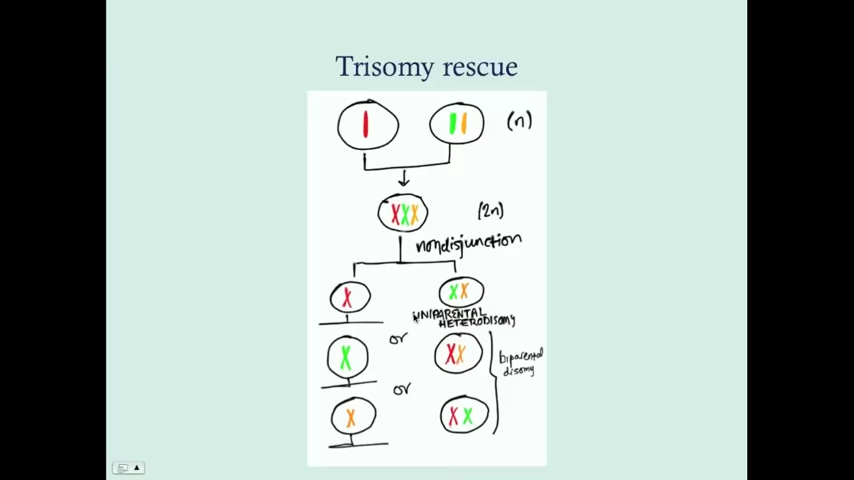 Trisomy rescue
(n)
(2n)
nondisjunction
UNIPARENTAL
HETERODISOMY
or
biparental
disomy
or